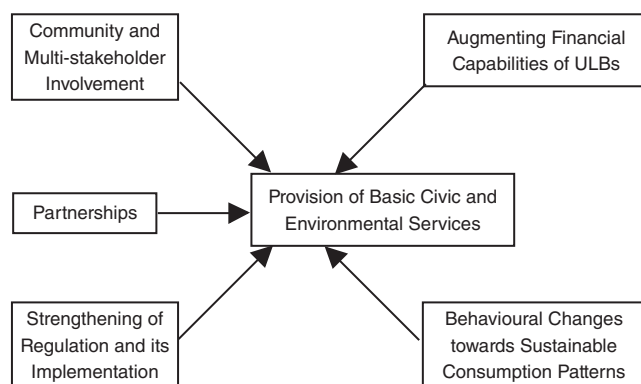 Community and
Multi-stakeholder
Involvement
Augmenting Financial
Capabilities of ULBs
Partnerships
Provision of Basic Civic and
Environmental Services
Strengthening of
Regulation and its
Implementation
Behavioural Changes
towards Sustainable
Consumption Patterns